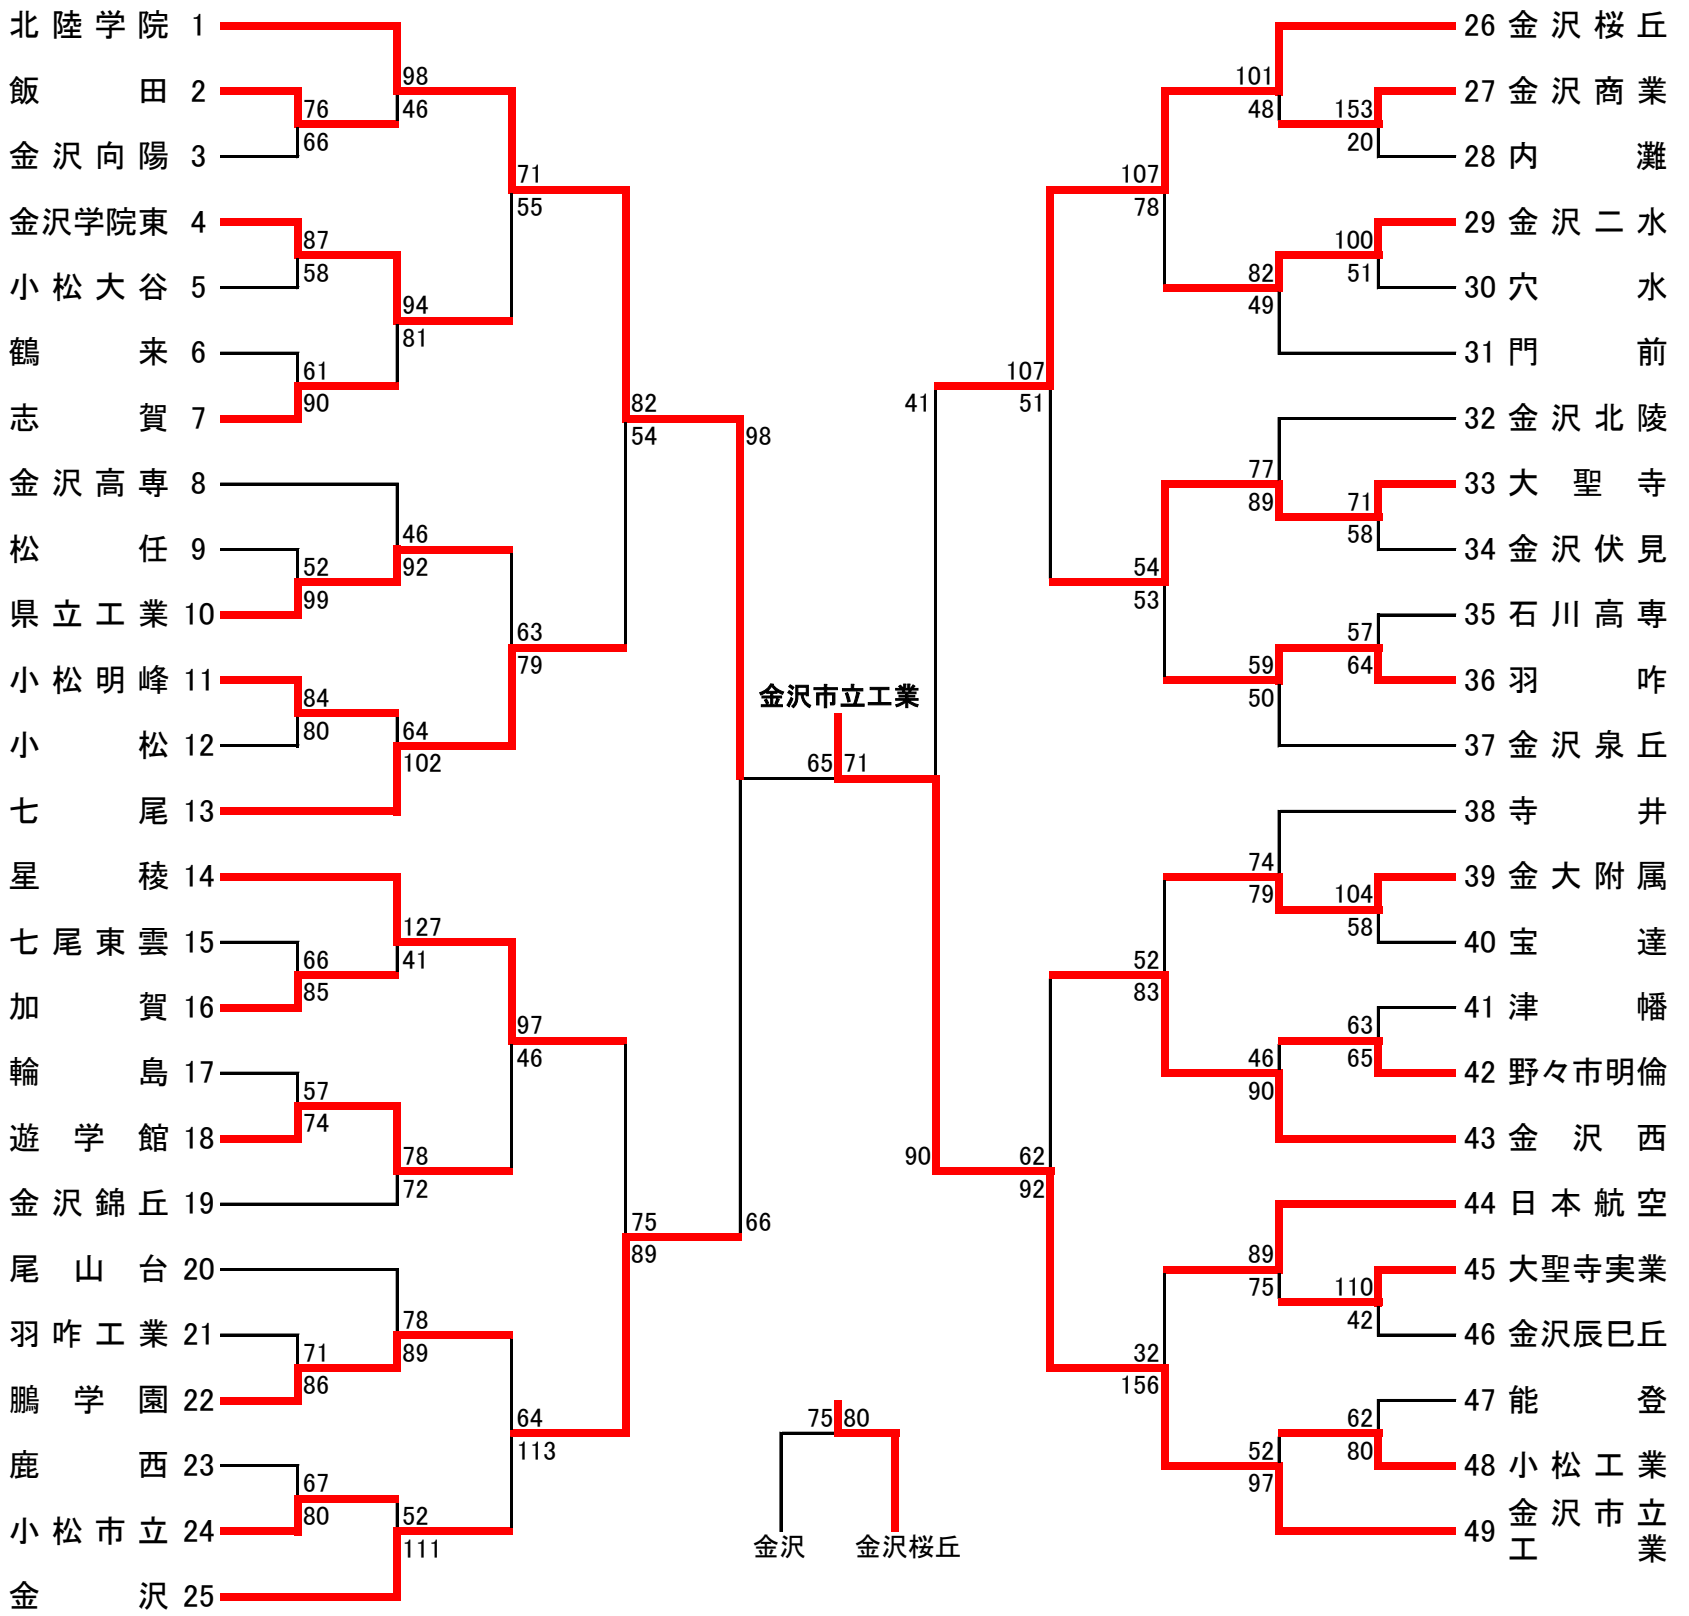 北陸学院 1
飯田 2
金沢向陽 3
金沢学院東 4
小松大谷 5
鶴来 6
志賀 7
金沢高専 8
松任 9
県立工業 10
小松明峰 11
小松 12
七尾 13
星稜 14
七尾東雲 15
加賀 16
輪島 17
遊学館 18
金沢錦丘 19
尾山台 20
羽咋工業 21
鵬学園 22
鹿西 23
小松市立 24
金沢 25
76
66
87
58
61
90
52
99
84
80
66
85
57
74
71
86
67
80
98
46
94
81
46
92
64
102
127
41
78
72
78
89
52
111
71
55
63
79
97
46
64
113
82
54
75
89
98
66
金沢市立工業
65 71
75 80
金沢 金沢桜丘
41
90
107
51
62
92
107
78
54
53
52
83
32
156
101
48
82
49
77
89
59
50
74
79
46
90
89
75
52
97
153
20
100
51
71
58
57
64
104
58
63
65
110
42
62
80
26 金沢桜丘
27 金沢商業
28 内灘
29 金沢二水
30 穴水
31 門前
32 金沢北陵
33 大聖寺
34 金沢伏見
35 石川高専
36 羽咋
37 金沢泉丘
38 寺井
39 金大附属
40 宝達
41 津幡
42 野々市明倫
43 金沢西
44 日本航空
45 大聖寺実業
46 金沢辰巳丘
47 能登
48 小松工業
49 金沢市立
工業